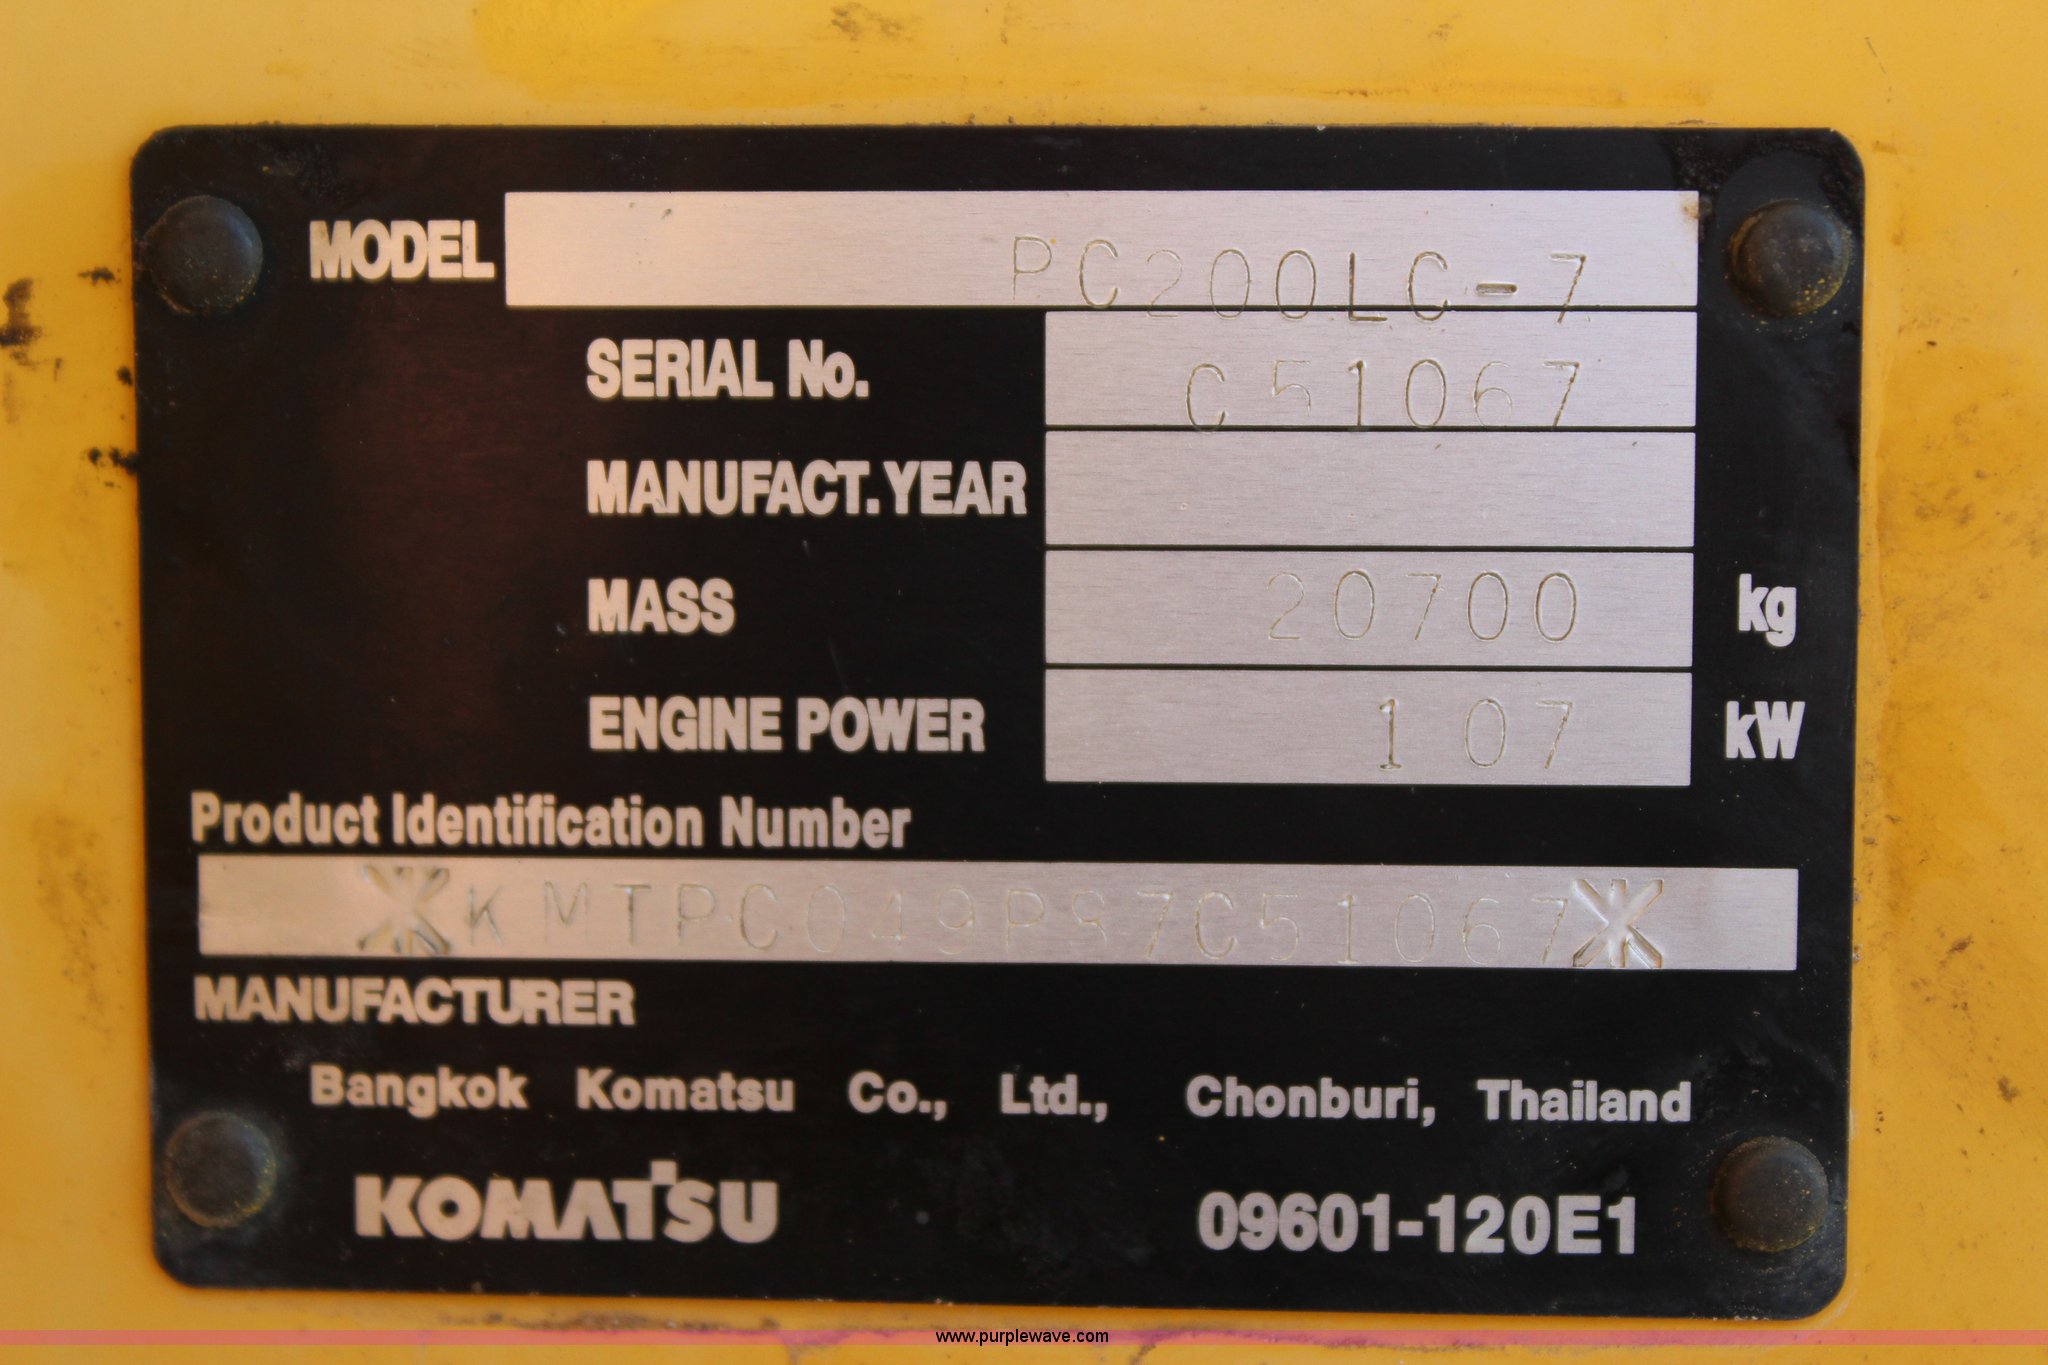 MODEL PC200LC-7
SERIAL No. C51067
MANUFACT.YEAR
MASS 20700 kg
ENGINE POWER 107 kW
Product Identification Number
*KMTPC049P87C51067*
MANUFACTURER
Bangkok Komatsu Co., Ltd., Chonburi, Thailand
KOMATSU 09601-120E1
www.purplewave.com